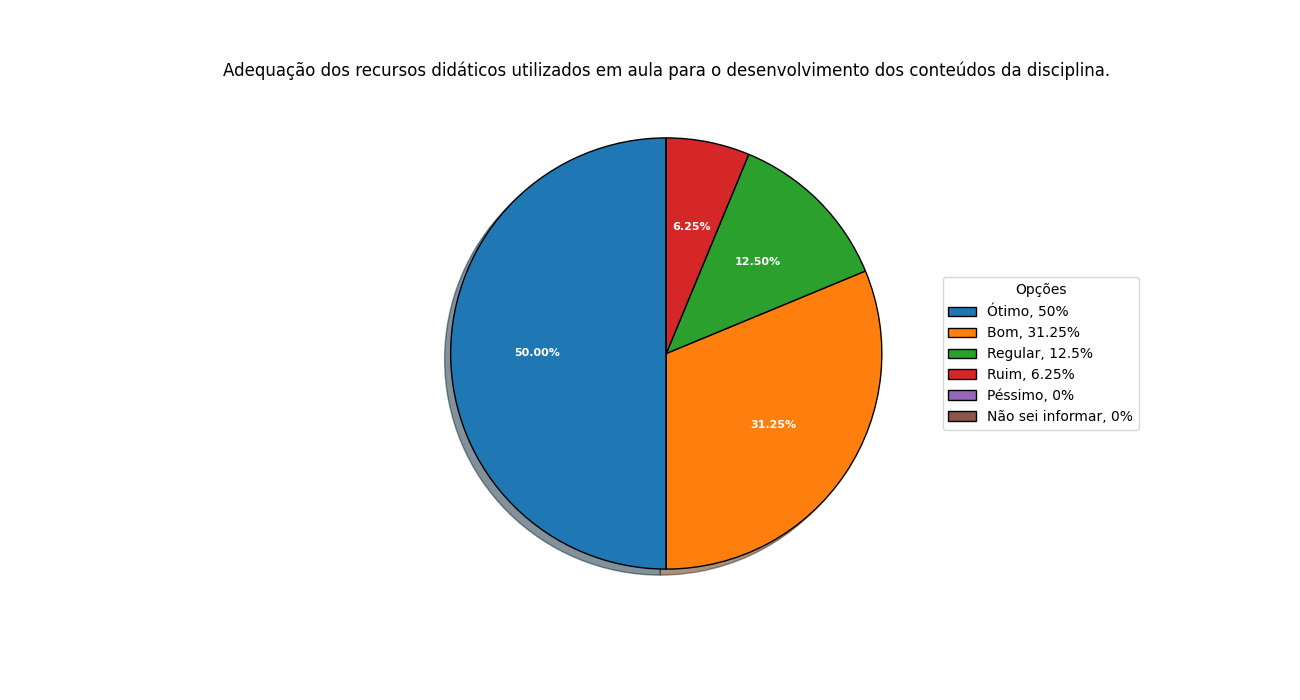 Adequação dos recursos didáticos utilizados em aula para o desenvolvimento dos conteúdos da disciplina.
6.25%
12.50%
50.00%
31.25%
Opções
Ótimo, 50%
Bom, 31.25%
Regular, 12.5%
Ruim, 6.25%
Péssimo, 0%
Não sei informar, 0%